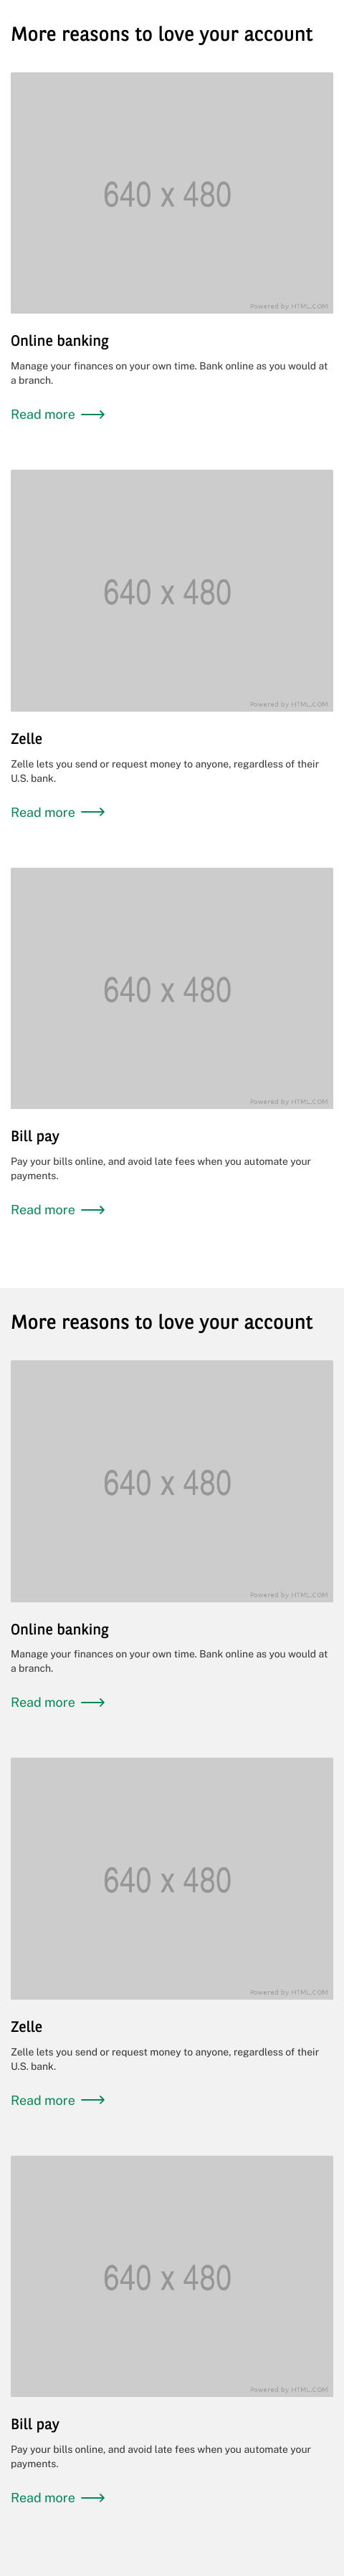 More reasons to love your account
640 x 480
Powered by HTML.COM
Online banking
Manage your finances on your own time. Bank online as you would at
a branch.
Read more
640 x 480
Powered by HTML.COM
Zelle
Zelle lets you send or request money to anyone, regardless of their
U.S. bank.
Read more
640 x 480
Powered by HTML.COM
Bill pay
Pay your bills online, and avoid late fees when you automate your
payments.
Read more
More reasons to love your account
640 x 480
Powered by HTML.COM
Online banking
Manage your finances on your own time. Bank online as you would at
a branch.
Read more
640 x 480
Powered by HTML.COM
Zelle
Zelle lets you send or request money to anyone, regardless of their
U.S. bank.
Read more
640 x 480
Powered by HTML.COM
Bill pay
Pay your bills online, and avoid late fees when you automate your
payments.
Read more